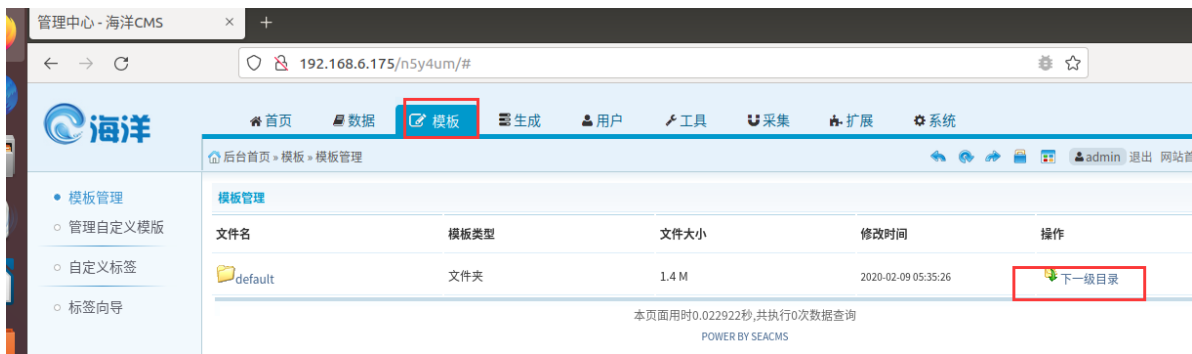 管理中心 - 海洋CMS × +
192.168.6.175/n5y4um/#
海洋
首页 数据 模板 生成 用户 工具 采集 扩展 系统
后台首页 » 模板 » 模板管理 admin 退出 网站首
模板管理
管理自定义模版
自定义标签
标签向导
模板管理
文件名 模板类型 文件大小 修改时间 操作
default 文件夹 1.4 M 2020-02-09 05:35:26 下一级目录
本页面用时0.022922秒,共执行0次数据查询
POWER BY SEACMS